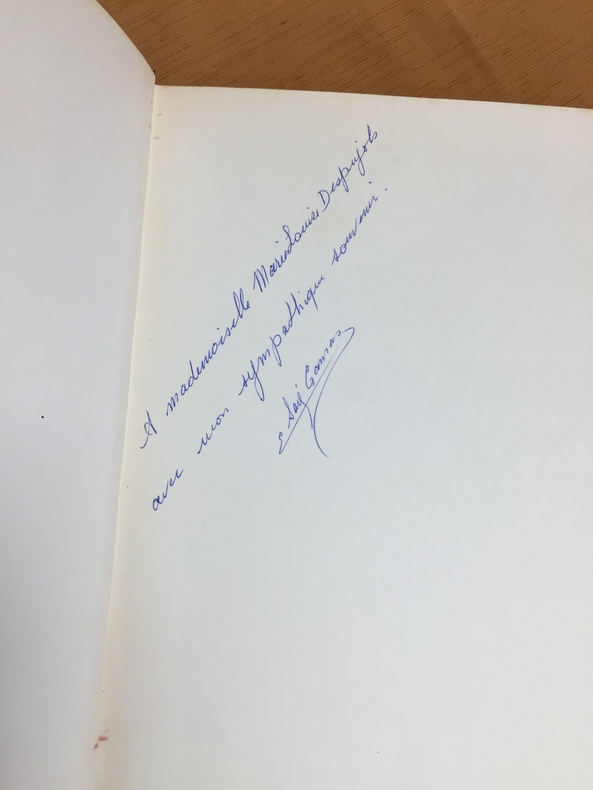 A mademoiselle Marie Louise Despujols
avec mon sympathique souvenir.